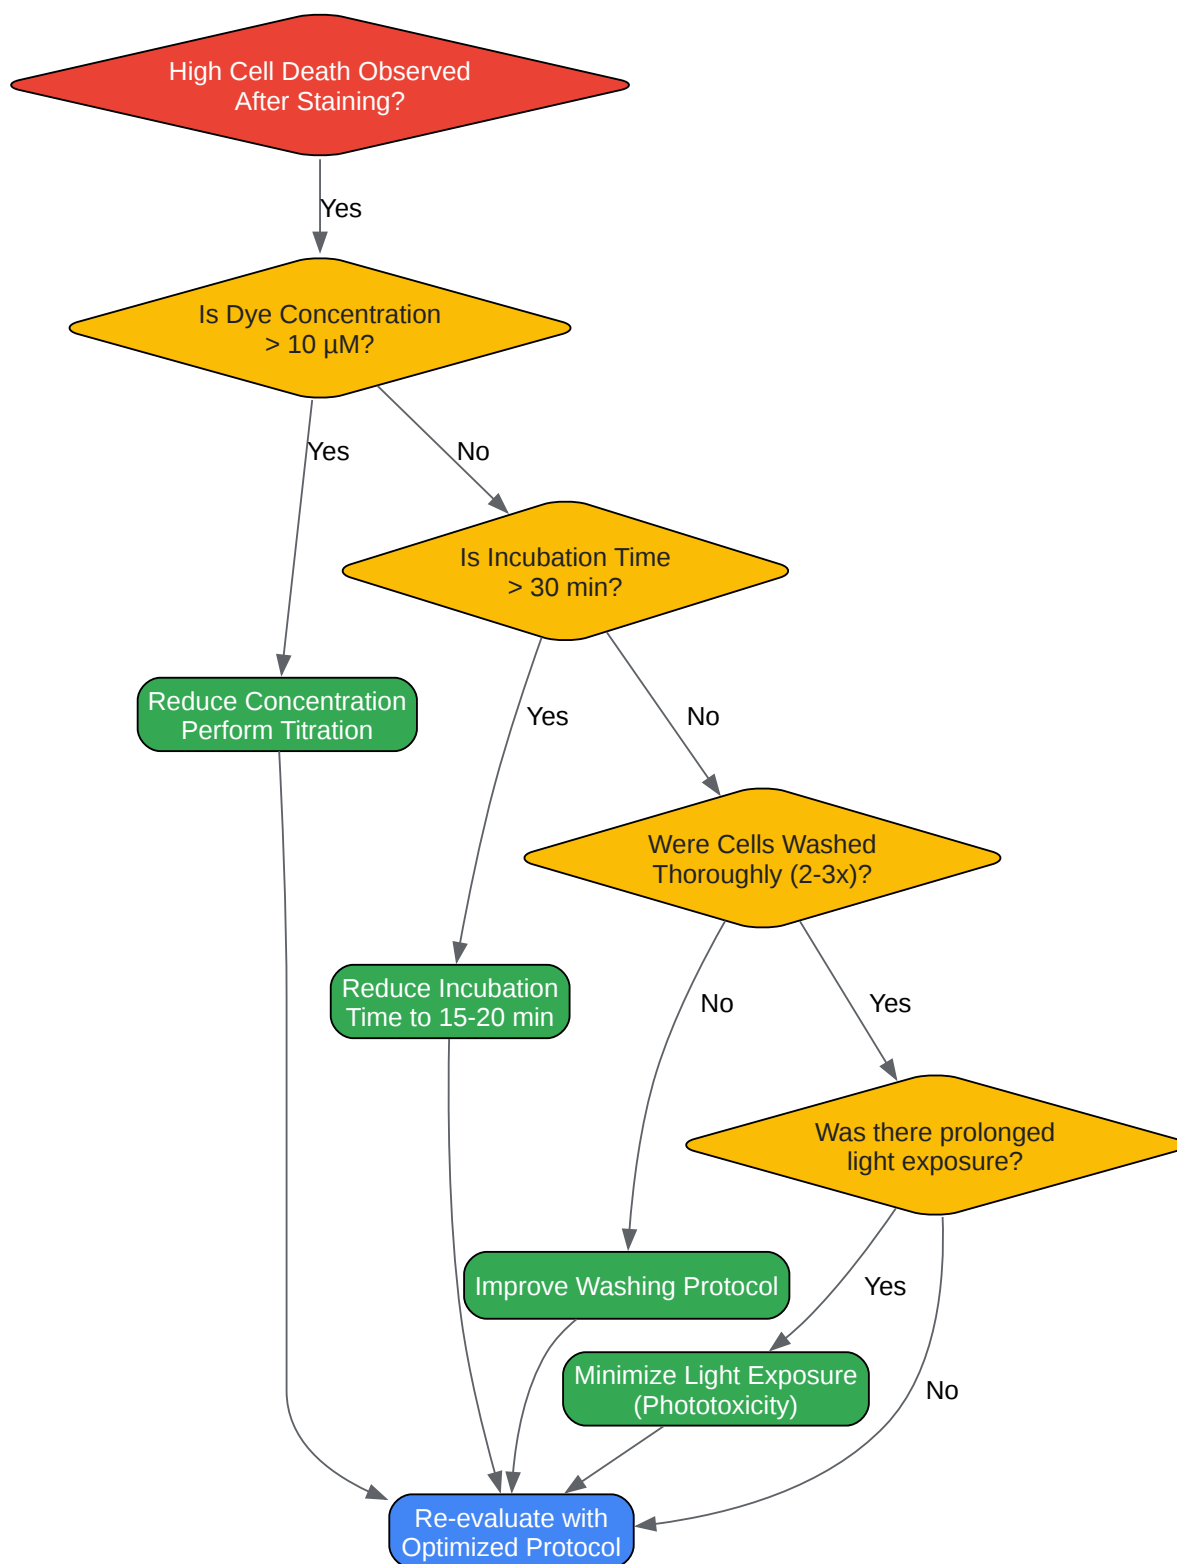 High Cell Death Observed
After Staining?
Yes
Is Dye Concentration
> 10 µM?
Yes
No
Is Incubation Time
> 30 min?
Reduce Concentration
Perform Titration
Yes
No
Were Cells Washed
Thoroughly (2-3x)?
Reduce Incubation
Time to 15-20 min
No
Yes
Was there prolonged
light exposure?
Improve Washing Protocol
Yes
Minimize Light Exposure
(Phototoxicity)
No
Re-evaluate with
Optimized Protocol